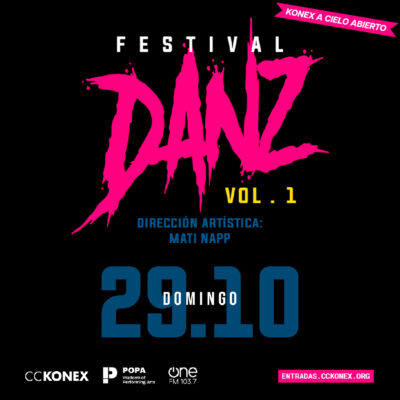 KONEX A CIELO ABIERTO
FESTIVAL
DANZ
VOL. 1
DIRECCIÓN ARTÍSTICA:
MATI NAPP
29.10
DOMINGO
CCKONEX
POPA
Platform of
Performing Arts
one
FM 103.7
ENTRADAS.CCKONEX.ORG